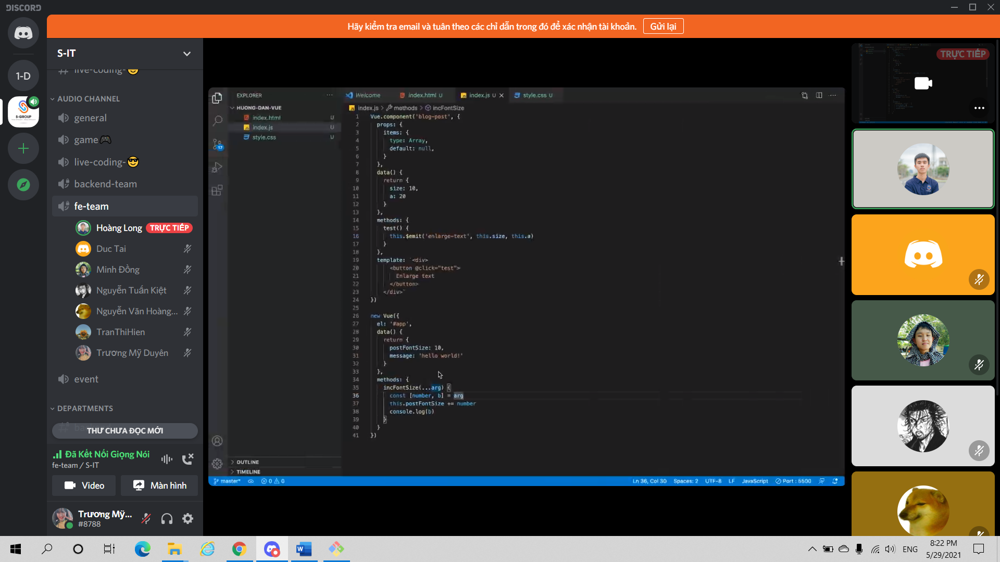 DISCORD
Hãy kiểm tra email và tuân theo các chỉ dẫn trong đó để xác nhận tài khoản.
Gửi lại
S-IT
live-coding-
1-D
AUDIO CHANNEL
S-GROUP
general
game
live-coding-
backend-team
fe-team
Hoàng Long
TRỰC TIẾP
Duc Tai
Minh Đồng
Nguyễn Tuấn Kiệt
Nguyễn Văn Hoàng...
TranThiHien
Trương Mỹ Duyên
event
DEPARTMENTS
THƯ CHƯA ĐỌC MỚI
Đã Kết Nối Giọng Nói
fe-team / S-IT
Video
Màn hình
Trương Mỹ...
#8788
EXPLORER
HUONG-DAN-VUE
index.html U
index.js U
style.css U
17
OUTLINE
TIMELINE
Welcome
index.html U
index.js U
style.css U
index.js > methods > incFontSize
1 Vue.component('blog-post', {
2 props: {
3 items: {
4 type: Array,
5 default: null,
6 }
7 },
8 data() {
9 return {
10 size: 10,
11 a: 20
12 }
13 },
14 methods: {
15 test() {
16 this.$emit('enlarge-text', this.size, this.a)
17 }
18 },
19 template: `<div>
20 <button @click="test">
21 Enlarge text
22 </button>
23 </div>`
24 })
25
26 new Vue({
27 el: '#app',
28 data() {
29 return {
30 postFontSize: 10,
31 message: 'hello world!'
32 }
33 },
34 methods: {
35 incFontSize(...arg) {
36 const [number, b] = arg
37 this.postFontSize += number
38 console.log(b)
39 }
40 }
41 })
master*
0 0
Ln 36, Col 30
Spaces: 2
UTF-8
LF
JavaScript
Port : 5500
TRỰC TIẾP
ENG
8:22 PM
5/29/2021